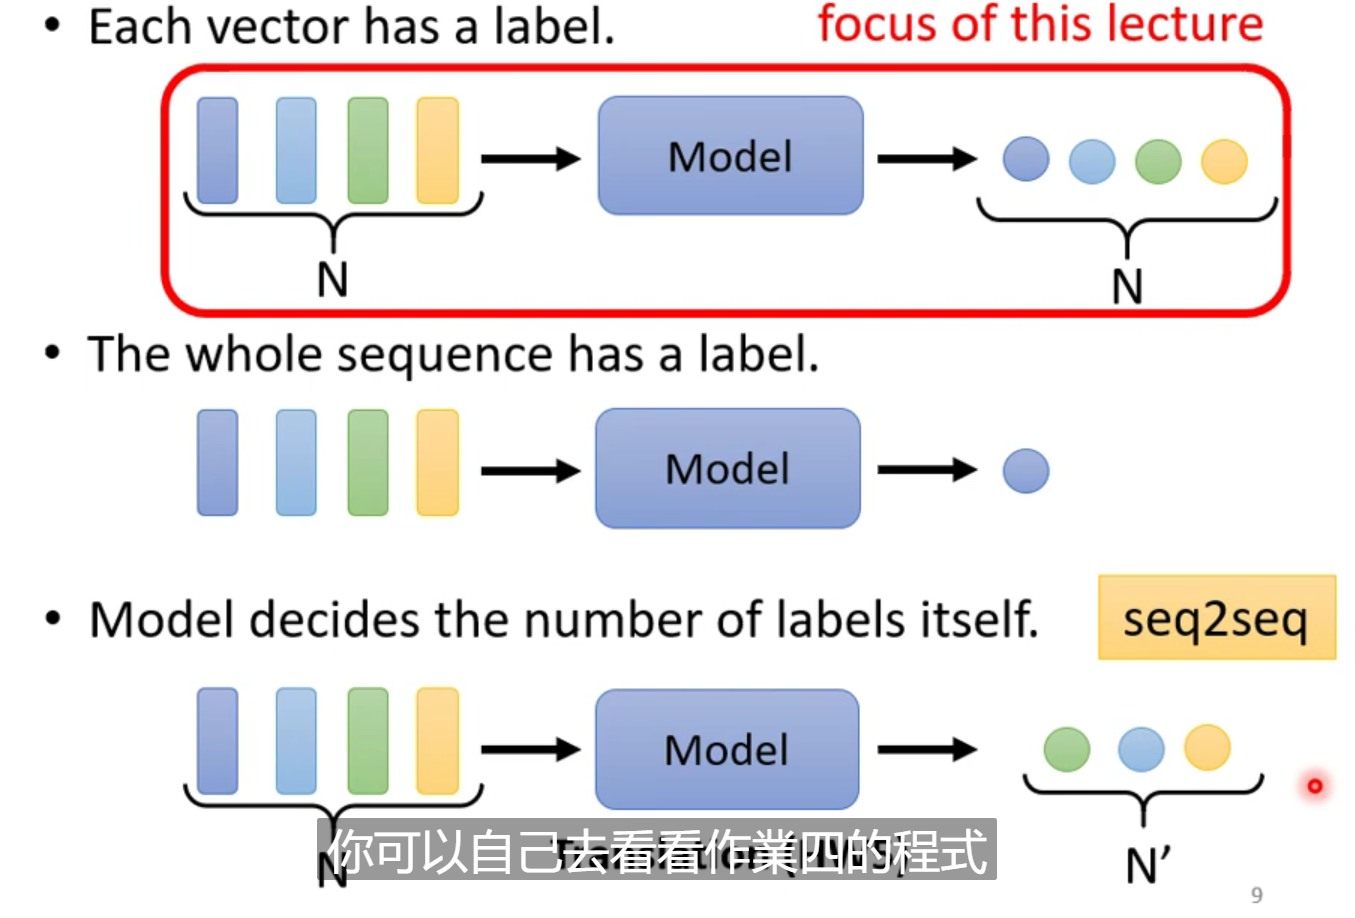 • Each vector has a label.
focus of this lecture
Model
N
N
• The whole sequence has a label.
Model
• Model decides the number of labels itself.
seq2seq
Model
你可以自己去看看作業四的程式
N
N’
9